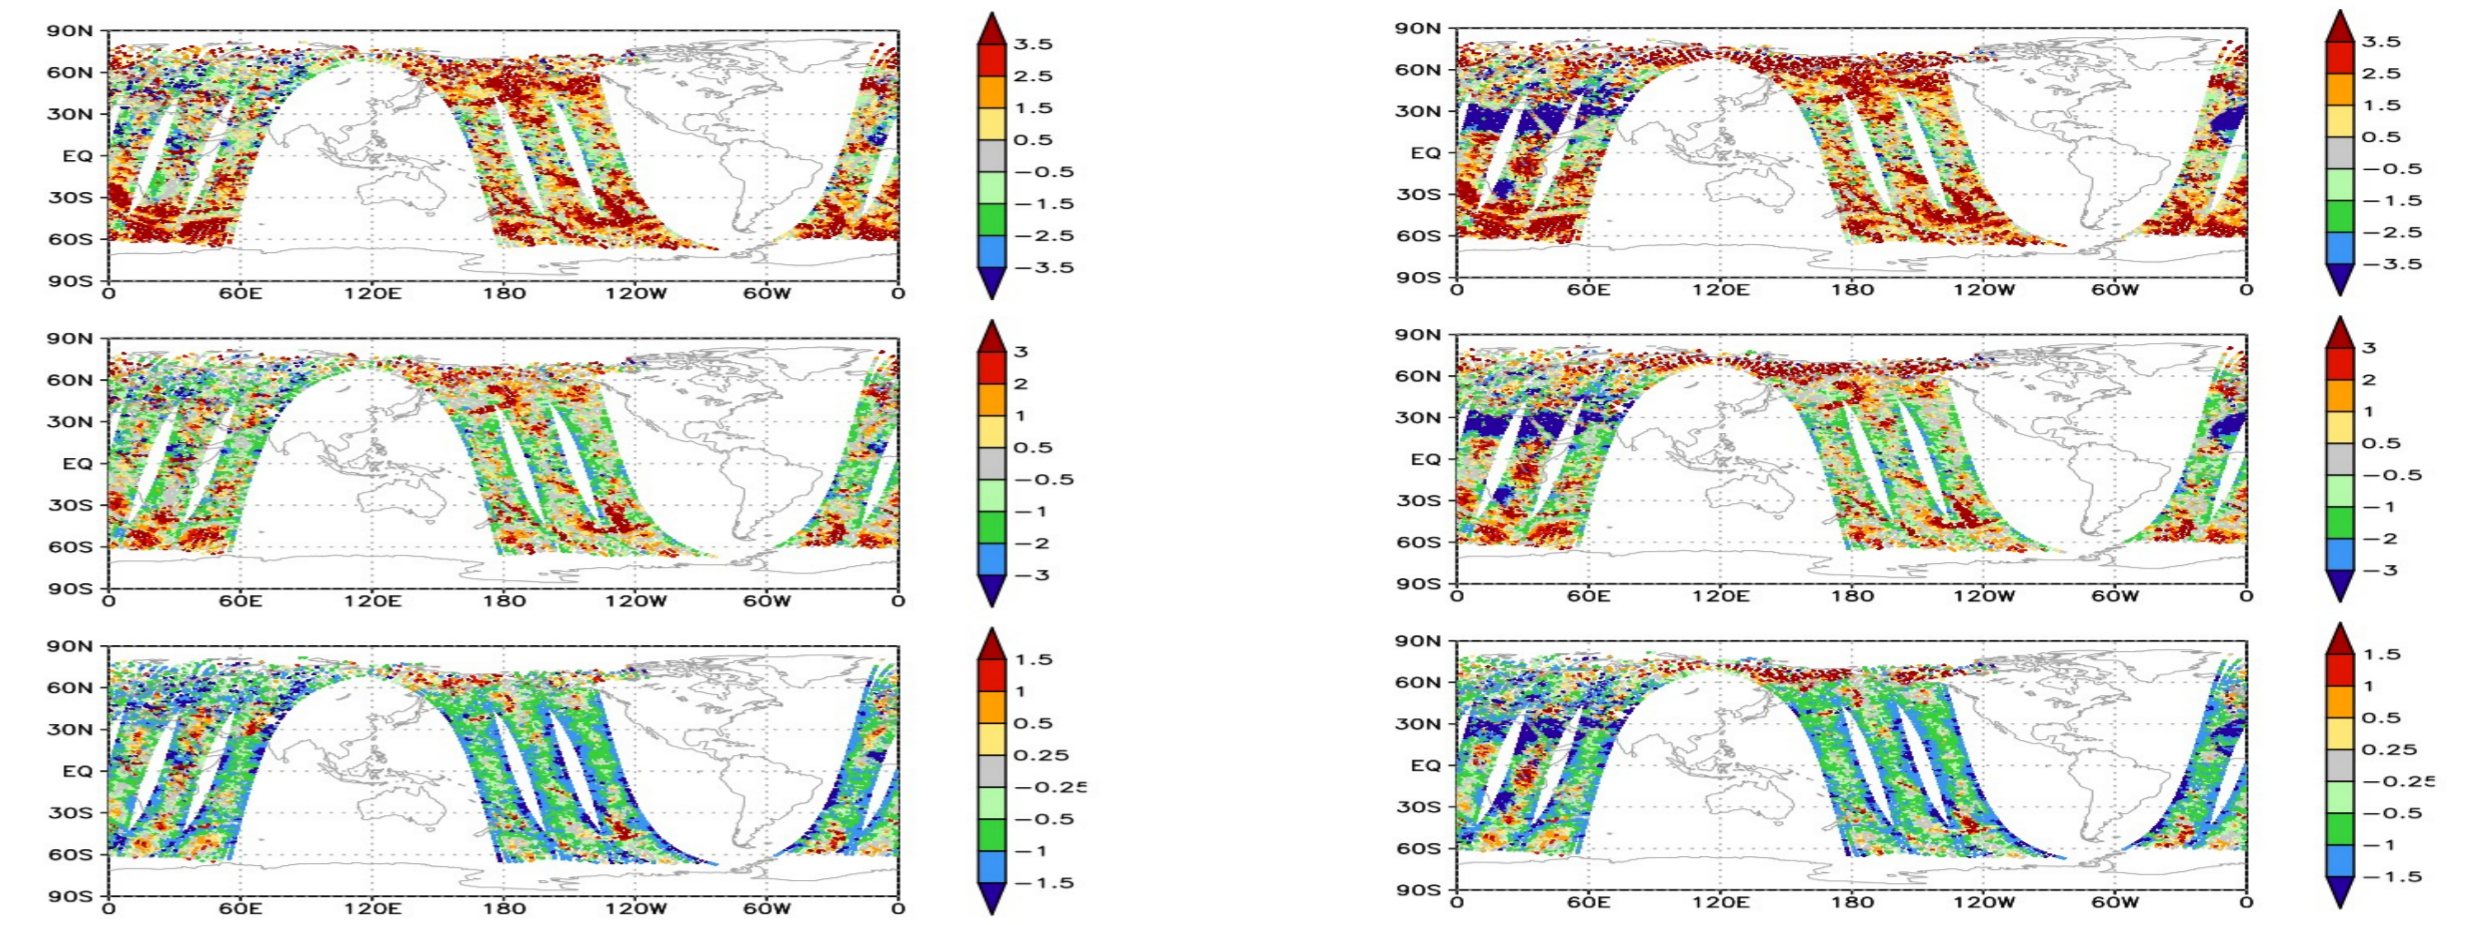 90N 3.5 90N 3.5
60N 2.5 60N 2.5
30N 1.5 30N 1.5
0.5 0.5
EQ −0.5 EQ −0.5
30S −1.5 30S −1.5
60S −2.5 60S −2.5
−3.5 −3.5
90S 90S
0 60E 120E 180 120W 60W 0 0 60E 120E 180 120W 60W 0
90N 3 90N 3
60N 2 60N 2
1 1
30N 0.5 30N 0.5
EQ −0.5 EQ −0.5
30S −1 30S −1
60S −2 60S −2
−3 −3
90S 90S
0 60E 120E 180 120W 60W 0 0 60E 120E 180 120W 60W 0
90N 1.5 90N 1.5
60N 1 60N 1
30N 0.5 30N 0.5
0.25 0.25
EQ −0.25 EQ −0.25
30S −0.5 30S −0.5
60S −1 60S −1
−1.5 −1.5
90S 90S
0 60E 120E 180 120W 60W 0 0 60E 120E 180 120W 60W 0